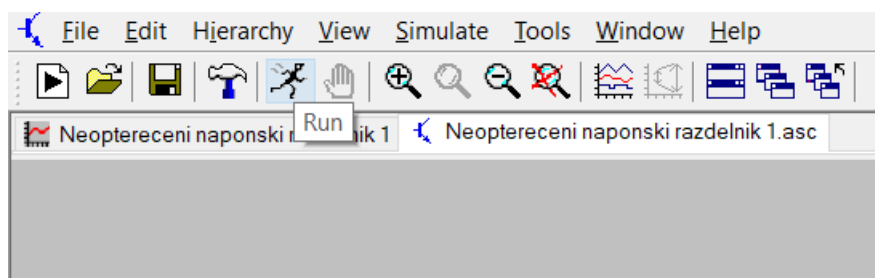 File Edit Hierarchy View Simulate Tools Window Help
Run
Neoptereceni naponski r nik 1 Neoptereceni naponski razdelnik 1.asc